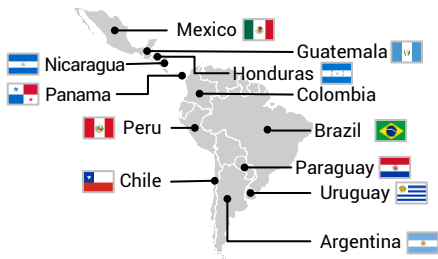 Mexico
Guatemala
Nicaragua
Honduras
Panama
Colombia
Peru
Brazil
Paraguay
Chile
Uruguay
Argentina